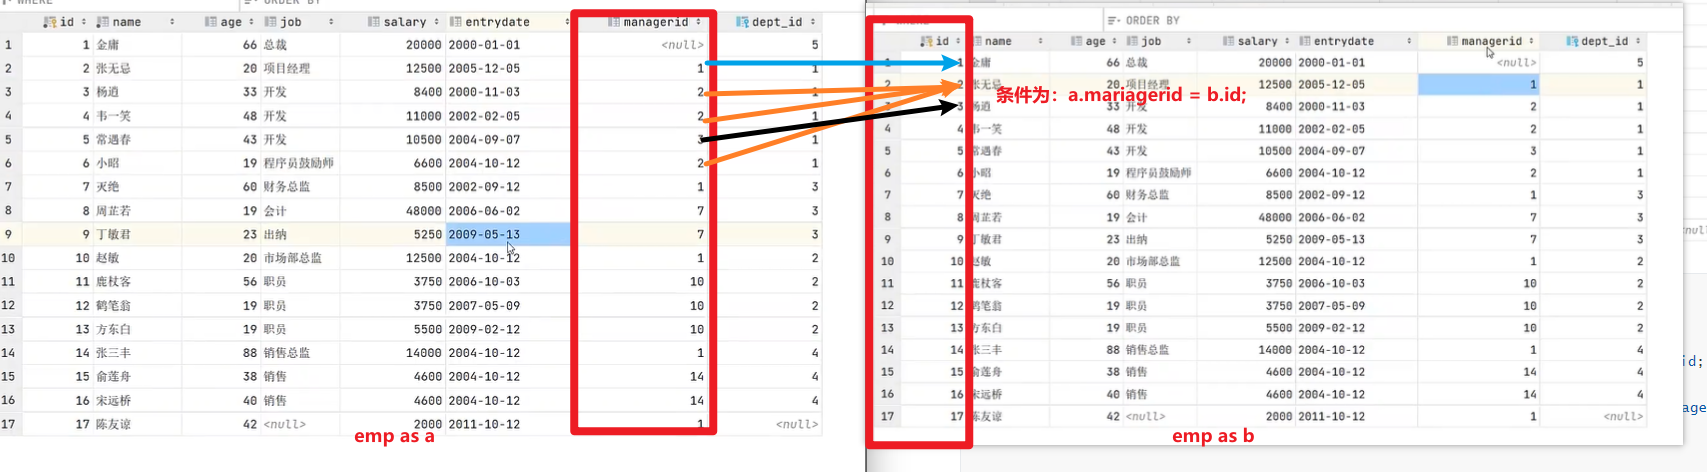 WHERE
ORDER BY
id name age job salary entrydate managerid dept_id
1 1 金庸 66 总裁 20000 2000-01-01 <null> 5
2 2 张无忌 20 项目经理 12500 2005-12-05 1 1
3 3 杨逍 33 开发 8400 2000-11-03 2 1
4 4 韦一笑 48 开发 11000 2002-02-05 2 1
5 5 常遇春 43 开发 10500 2004-09-07 3 1
6 6 小昭 19 程序员鼓励师 6600 2004-10-12 2 1
7 7 灭绝 60 财务总监 8500 2002-09-12 1 3
8 8 周芷若 19 会计 48000 2006-06-02 7 3
9 9 丁敏君 23 出纳 5250 2009-05-13 7 3
10 10 赵敏 20 市场部总监 12500 2004-10-12 1 2
11 11 鹿杖客 56 职员 3750 2006-10-03 10 2
12 12 鹤笔翁 19 职员 3750 2007-05-09 10 2
13 13 方东白 19 职员 5500 2009-02-12 10 2
14 14 张三丰 88 销售总监 14000 2004-10-12 1 4
15 15 俞莲舟 38 销售 4600 2004-10-12 14 4
16 16 宋远桥 40 销售 4600 2004-10-12 14 4
17 17 陈友谅 42 <null> 2000 2011-10-12 1 <null>
emp as a
ORDER BY
id name age job salary entrydate managerid dept_id
1 1 金庸 66 总裁 20000 2000-01-01 <null> 5
2 2 张无忌 20 项目经理 12500 2005-12-05 1 1
条件为：a.mariagerid = b.id;
3 3 杨逍 33 开发 8400 2000-11-03 2 1
4 4 韦一笑 48 开发 11000 2002-02-05 2 1
5 5 常遇春 43 开发 10500 2004-09-07 3 1
6 6 小昭 19 程序员鼓励师 6600 2004-10-12 2 1
7 7 灭绝 60 财务总监 8500 2002-09-12 1 3
8 8 周芷若 19 会计 48000 2006-06-02 7 3
9 9 丁敏君 23 出纳 5250 2009-05-13 7 3
10 10 赵敏 20 市场部总监 12500 2004-10-12 1 2
11 11 鹿杖客 56 职员 3750 2006-10-03 10 2
12 12 鹤笔翁 19 职员 3750 2007-05-09 10 2
13 13 方东白 19 职员 5500 2009-02-12 10 2
14 14 张三丰 88 销售总监 14000 2004-10-12 1 4
15 15 俞莲舟 38 销售 4600 2004-10-12 14 4
16 16 宋远桥 40 销售 4600 2004-10-12 14 4
17 17 陈友谅 42 <null> 2000 2011-10-12 1 <null>
emp as b
id;
age